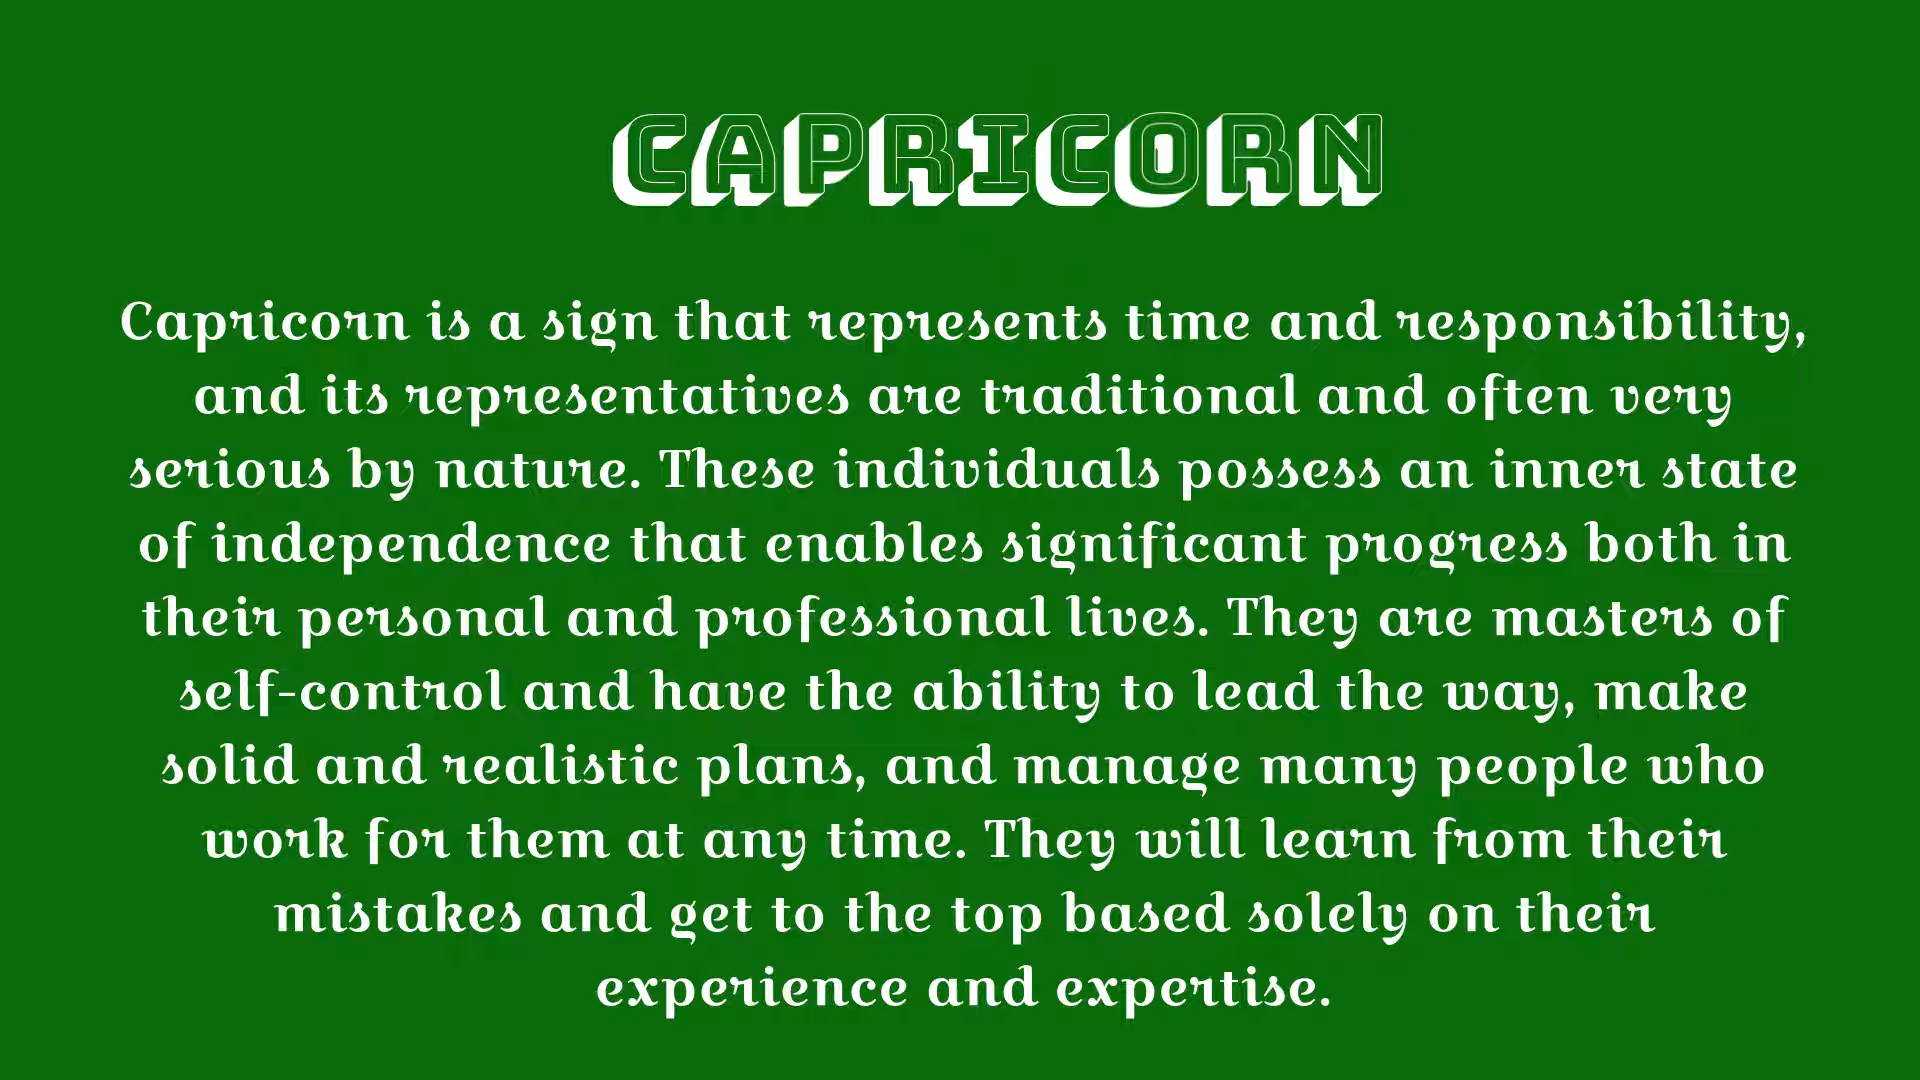 CAPRICORN
Capricorn is a sign that represents time and responsibility,
and its representatives are traditional and often very
serious by nature. These individuals possess an inner state
of independence that enables significant progress both in
their personal and professional lives. They are masters of
self-control and have the ability to lead the way, make
solid and realistic plans, and manage many people who
work for them at any time. They will learn from their
mistakes and get to the top based solely on their
experience and expertise.